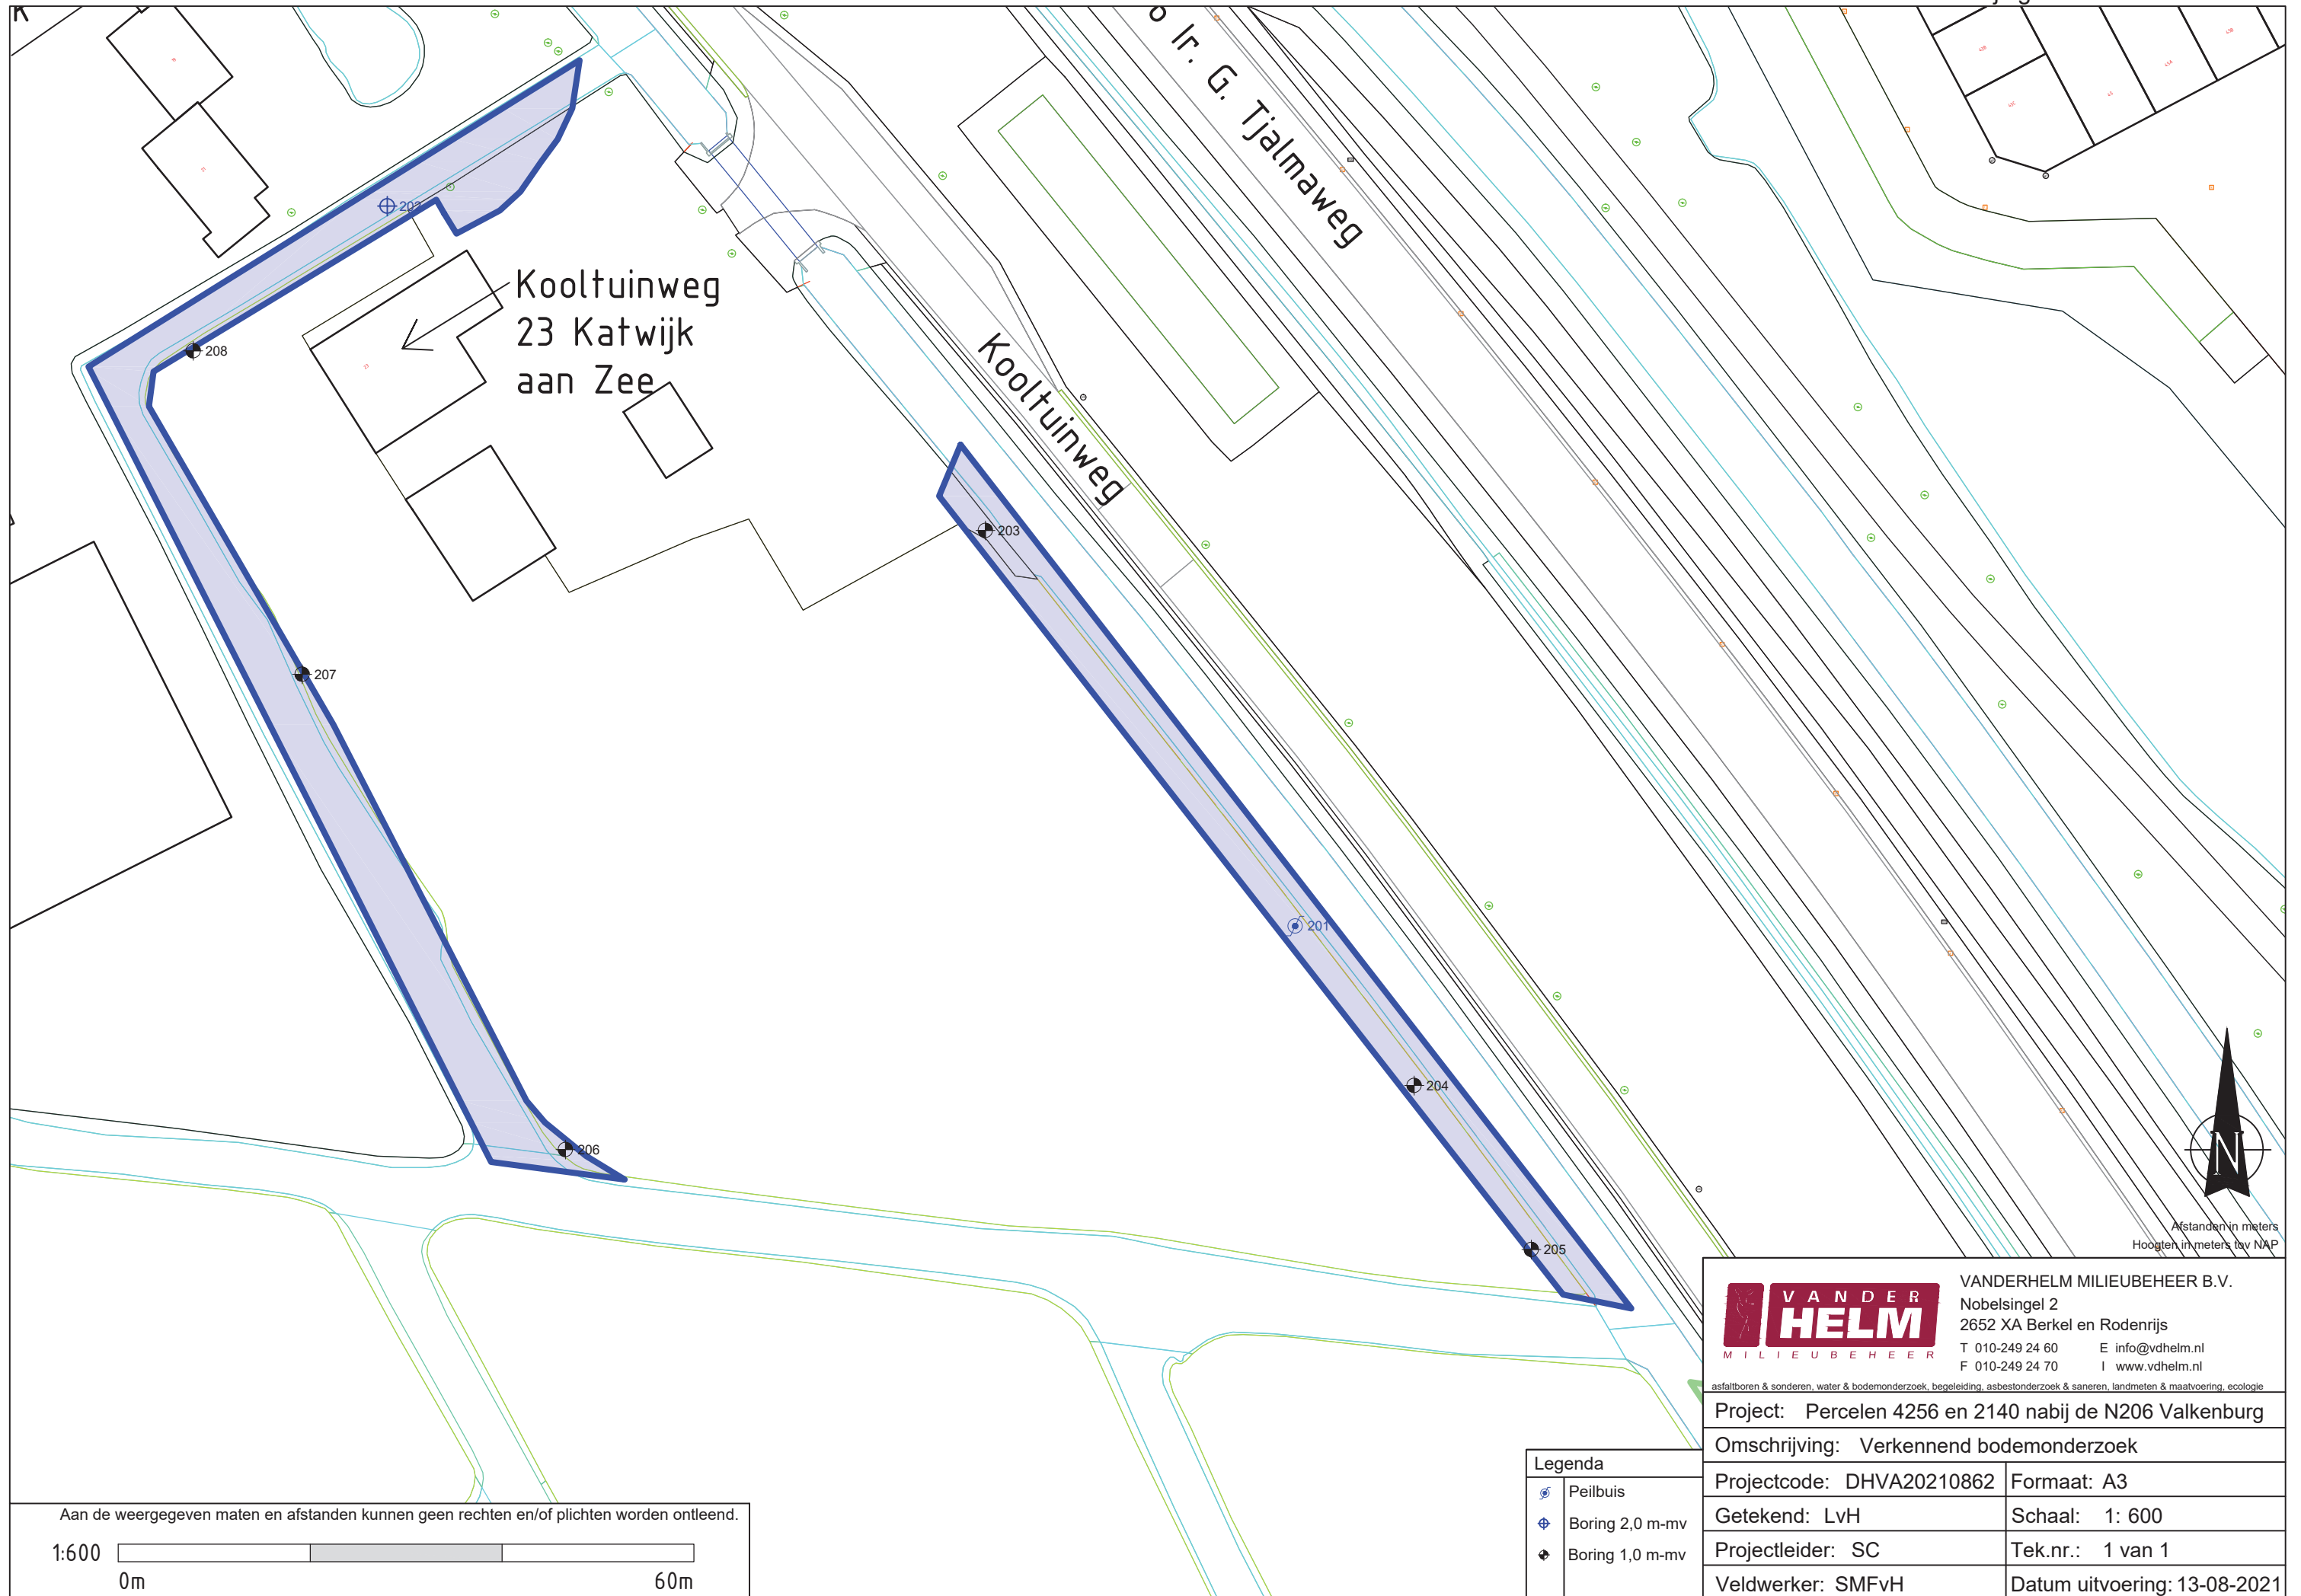 Ir. G. Tjalmaweg
Kooltuinweg
23 Katwijk
aan Zee
Kooltuinweg
202
208
203
207
201
204
206
205
N
Afstanden in meters
Hoogten in meters tov NAP
VANDER
HELM
MILIEUBEHEER
VANDERHELM MILIEUBEHEER B.V.
Nobelsingel 2
2652 XA Berkel en Rodenrijs
T 010-249 24 60 E info@vdhelm.nl
F 010-249 24 70 I www.vdhelm.nl
asfaltboren & sonderen, water & bodemonderzoek, begeleiding, asbestonderzoek & saneren, landmeten & maatvoering, ecologie
Project: Percelen 4256 en 2140 nabij de N206 Valkenburg
Omschrijving: Verkennend bodemonderzoek
Projectcode: DHVA20210862 Formaat: A3
Getekend: LvH Schaal: 1: 600
Projectleider: SC Tek.nr.: 1 van 1
Veldwerker: SMFvH Datum uitvoering: 13-08-2021
Legenda
Peilbuis
Boring 2,0 m-mv
Boring 1,0 m-mv
Aan de weergegeven maten en afstanden kunnen geen rechten en/of plichten worden ontleend.
1:600
0m 60m